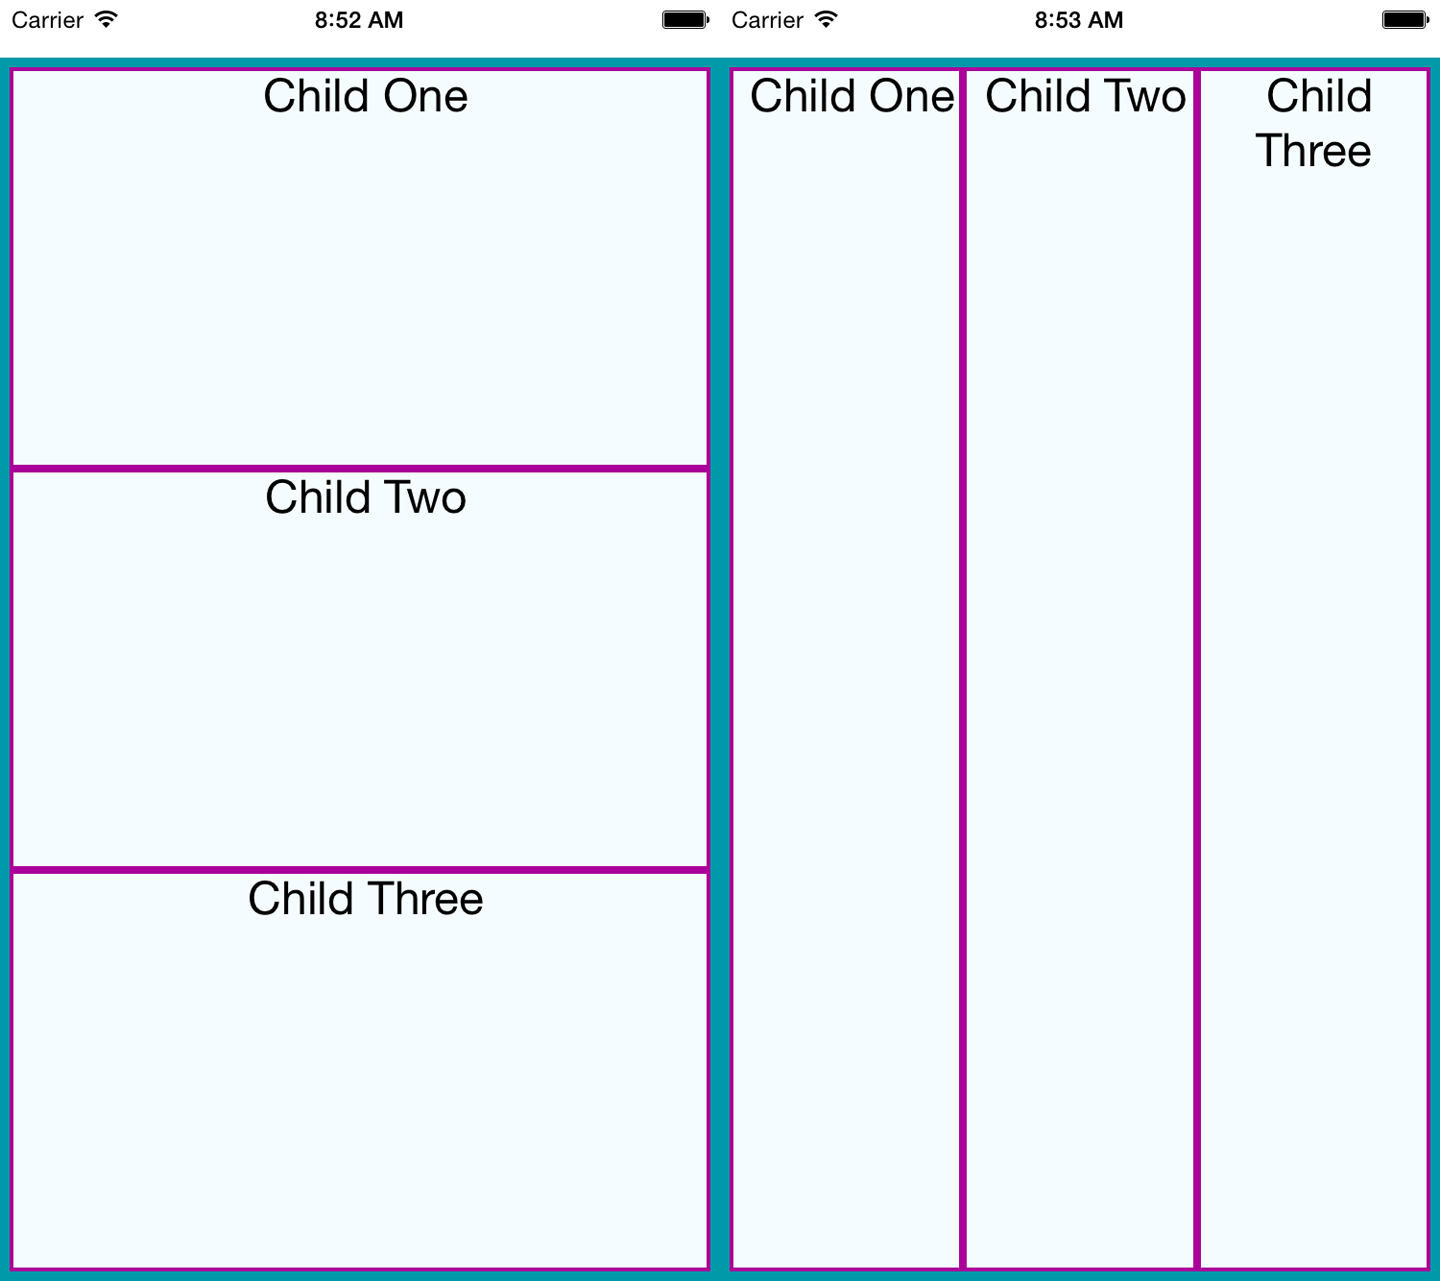 Carrier 8:52 AM
Child One
Child Two
Child Three
Carrier 8:53 AM
Child One
Child Two
Child
Three